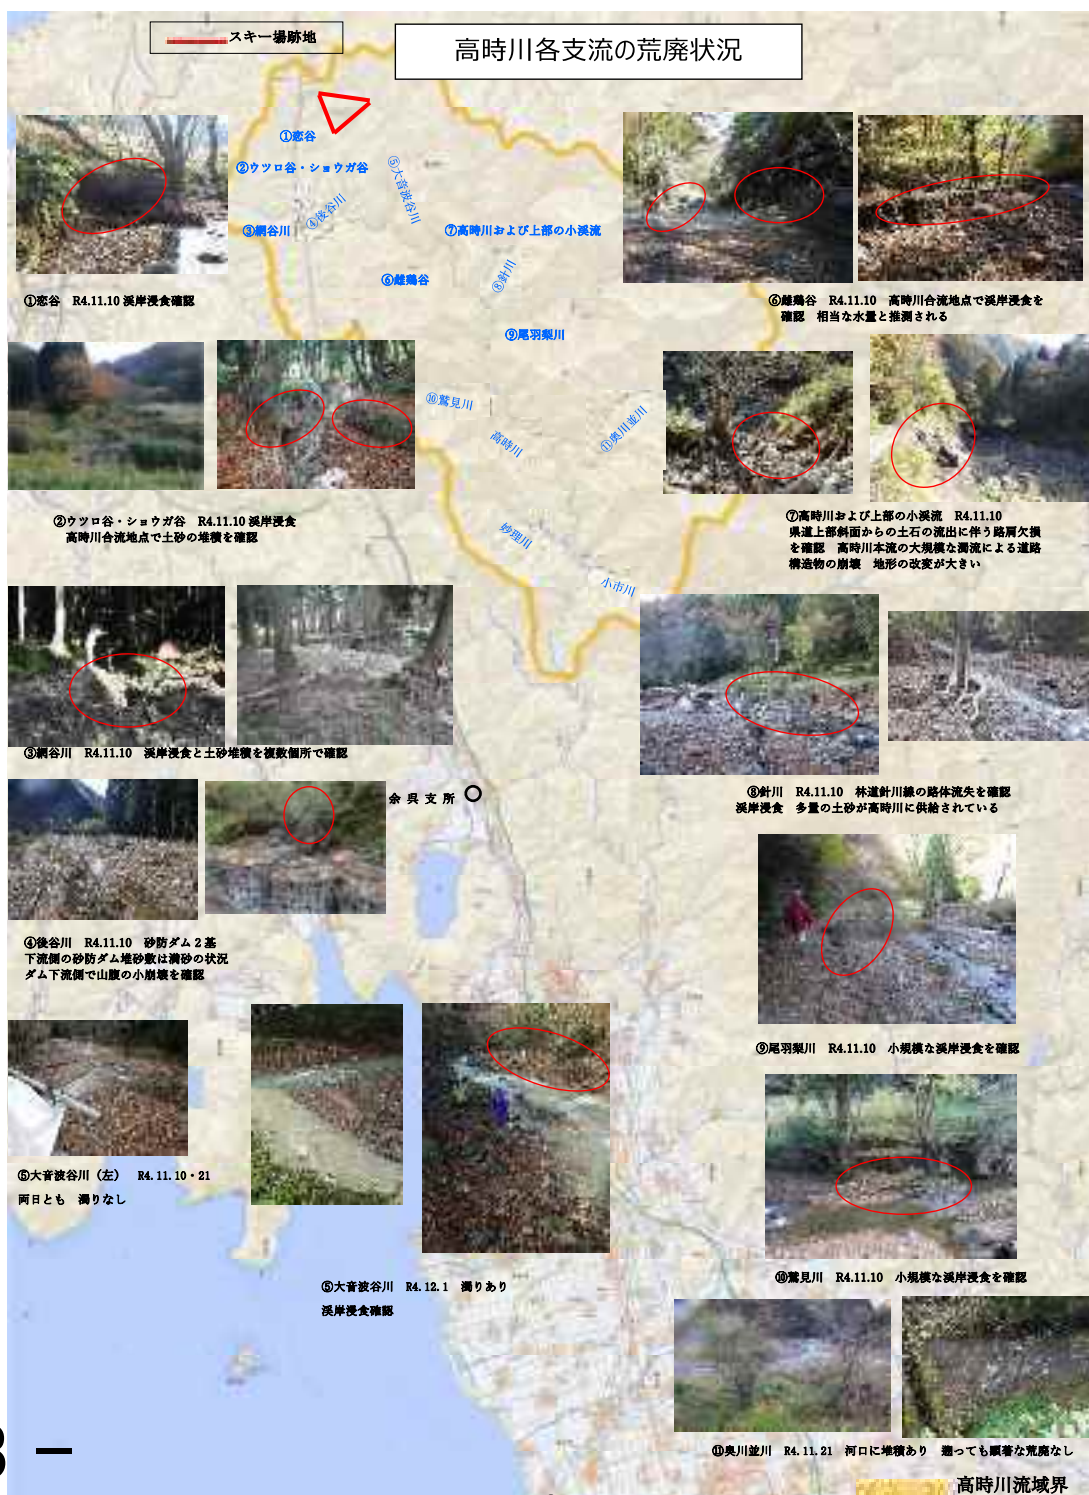 スキー場跡地
高時川各支流の荒廃状況
①恋谷
②ウツロ谷・ショウガ谷
⑤大音波谷川
④後谷川
③網谷川
⑦高時川および上部の小渓流
⑥雌鶏谷
⑧針川
⑨尾羽梨川
⑩鷲見川
高時川
⑪奥川並川
妙理川
小市川
①恋谷 R4.11.10 渓岸浸食確認
⑥雌鶏谷 R4.11.10 高時川合流地点で渓岸浸食を
確認 相当な水量と推測される
②ウツロ谷・ショウガ谷 R4.11.10 渓岸浸食
高時川合流地点で土砂の堆積を確認
⑦高時川および上部の小渓流 R4.11.10
県道上部斜面からの土石の流出に伴う路肩欠損
を確認 高時川本流の大規模な濁流による道路
構造物の崩壊 地形の改変が大きい
③網谷川 R4.11.10 渓岸浸食と土砂堆積を複数個所で確認
余呉支所
⑧針川 R4.11.10 林道針川線の路体流失を確認
渓岸浸食 多量の土砂が高時川に供給されている
④後谷川 R4.11.10 砂防ダム2基
下流側の砂防ダム堆砂敷は満砂の状況
ダム下流側で山腹の小崩壊を確認
⑨尾羽梨川 R4.11.10 小規模な渓岸浸食を確認
⑤大音波谷川（左） R4.11.10・21
両日とも 濁りなし
⑤大音波谷川 R4.12.1 濁りあり
渓岸浸食確認
⑩鷲見川 R4.11.10 小規模な渓岸浸食を確認
⑪奥川並川 R4.11.21 河口に堆積あり 遡っても顕著な荒廃なし
高時川流域界